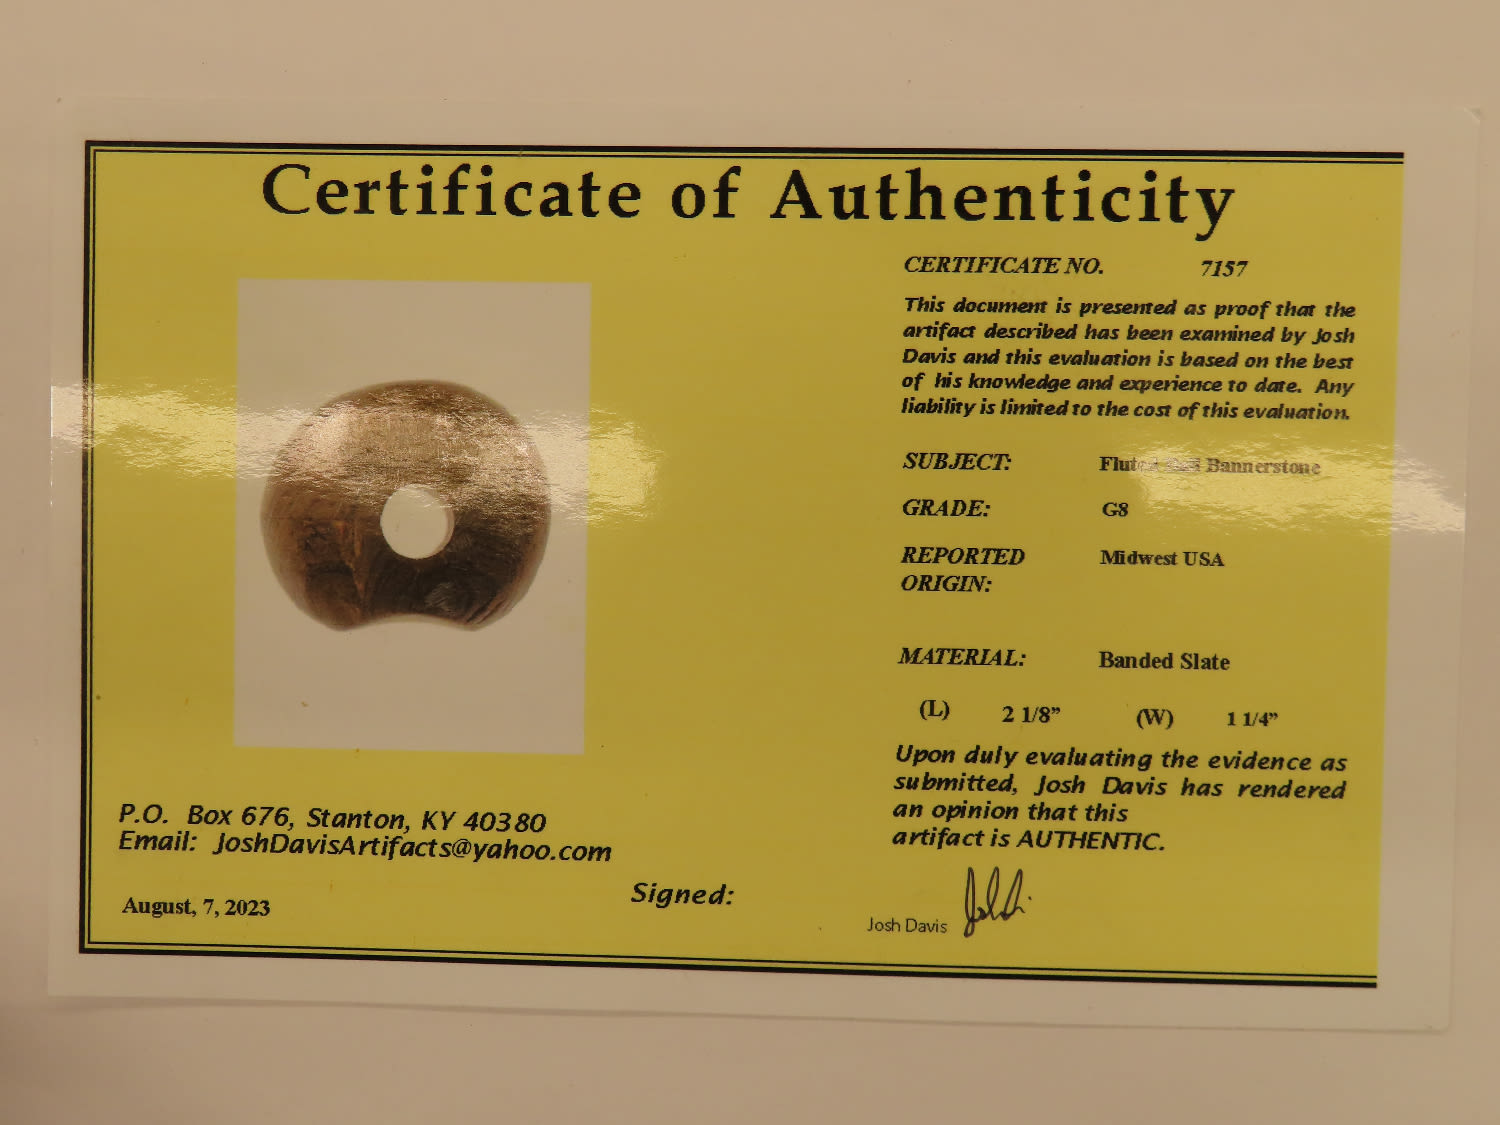 Certificate of Authenticity
CERTIFICATE NO. 7157
This document is presented as proof that the
artifact described has been examined by Josh
Davis and this evaluation is based on the best
of his knowledge and experience to date. Any
liability is limited to the cost of this evaluation.
SUBJECT: Bannerstone
GRADE: G8
REPORTED Midwest USA
ORIGIN:
MATERIAL: Banded Slate
(L) 2 1/8” (W) 1 1/4”
Upon duly evaluating the evidence as
submitted, Josh Davis has rendered
an opinion that this
artifact is AUTHENTIC.
P.O. Box 676, Stanton, KY 40380
Email: JoshDavisArtifacts@yahoo.com
August, 7, 2023
Signed:
Josh Davis